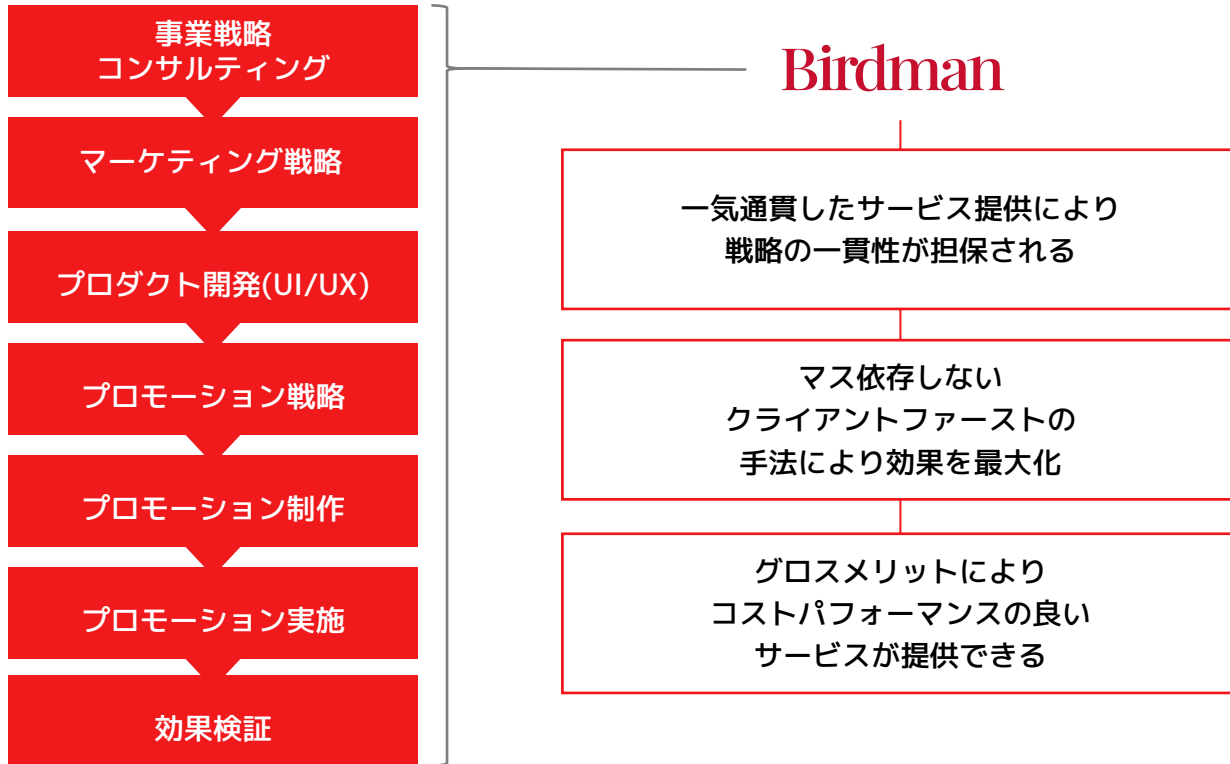 事業戦略
コンサルティング
マーケティング戦略
プロダクト開発(UI/UX)
プロモーション戦略
プロモーション制作
プロモーション実施
効果検証
Birdman
一気通貫したサービス提供により
戦略の一貫性が担保される
マス依存しない
クライアントファーストの
手法により効果を最大化
グロスメリットにより
コストパフォーマンスの良い
サービスが提供できる